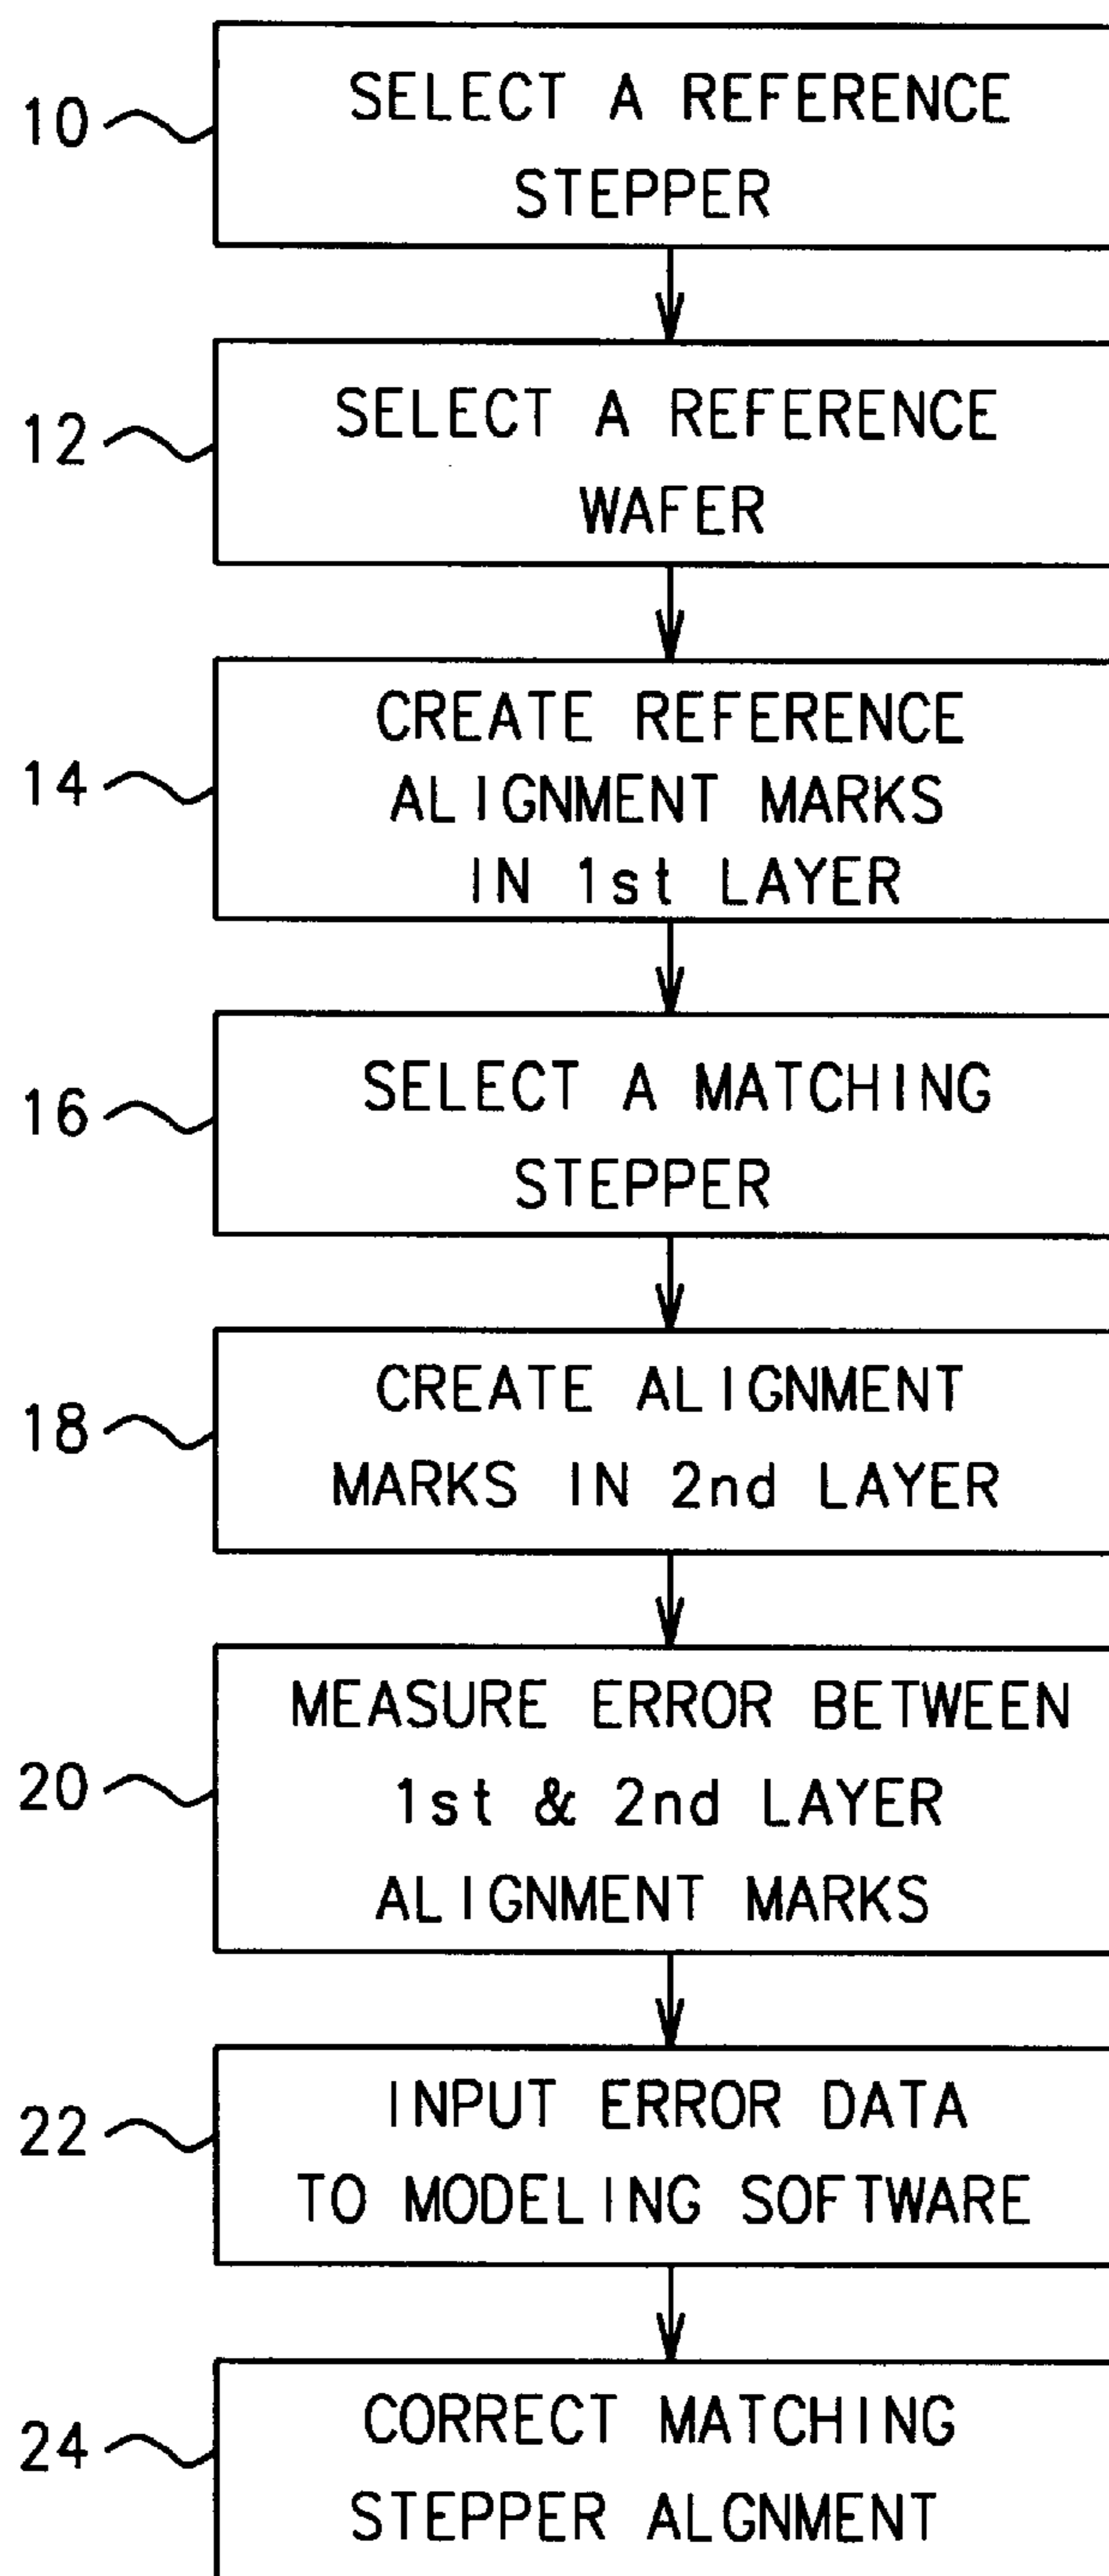 10
SELECT A REFERENCE
STEPPER
12
SELECT A REFERENCE
WAFER
14
CREATE REFERENCE
ALIGNMENT MARKS
IN 1st LAYER
16
SELECT A MATCHING
STEPPER
18
CREATE ALIGNMENT
MARKS IN 2nd LAYER
20
MEASURE ERROR BETWEEN
1st & 2nd LAYER
ALIGNMENT MARKS
22
INPUT ERROR DATA
TO MODELING SOFTWARE
24
CORRECT MATCHING
STEPPER ALGNMENT